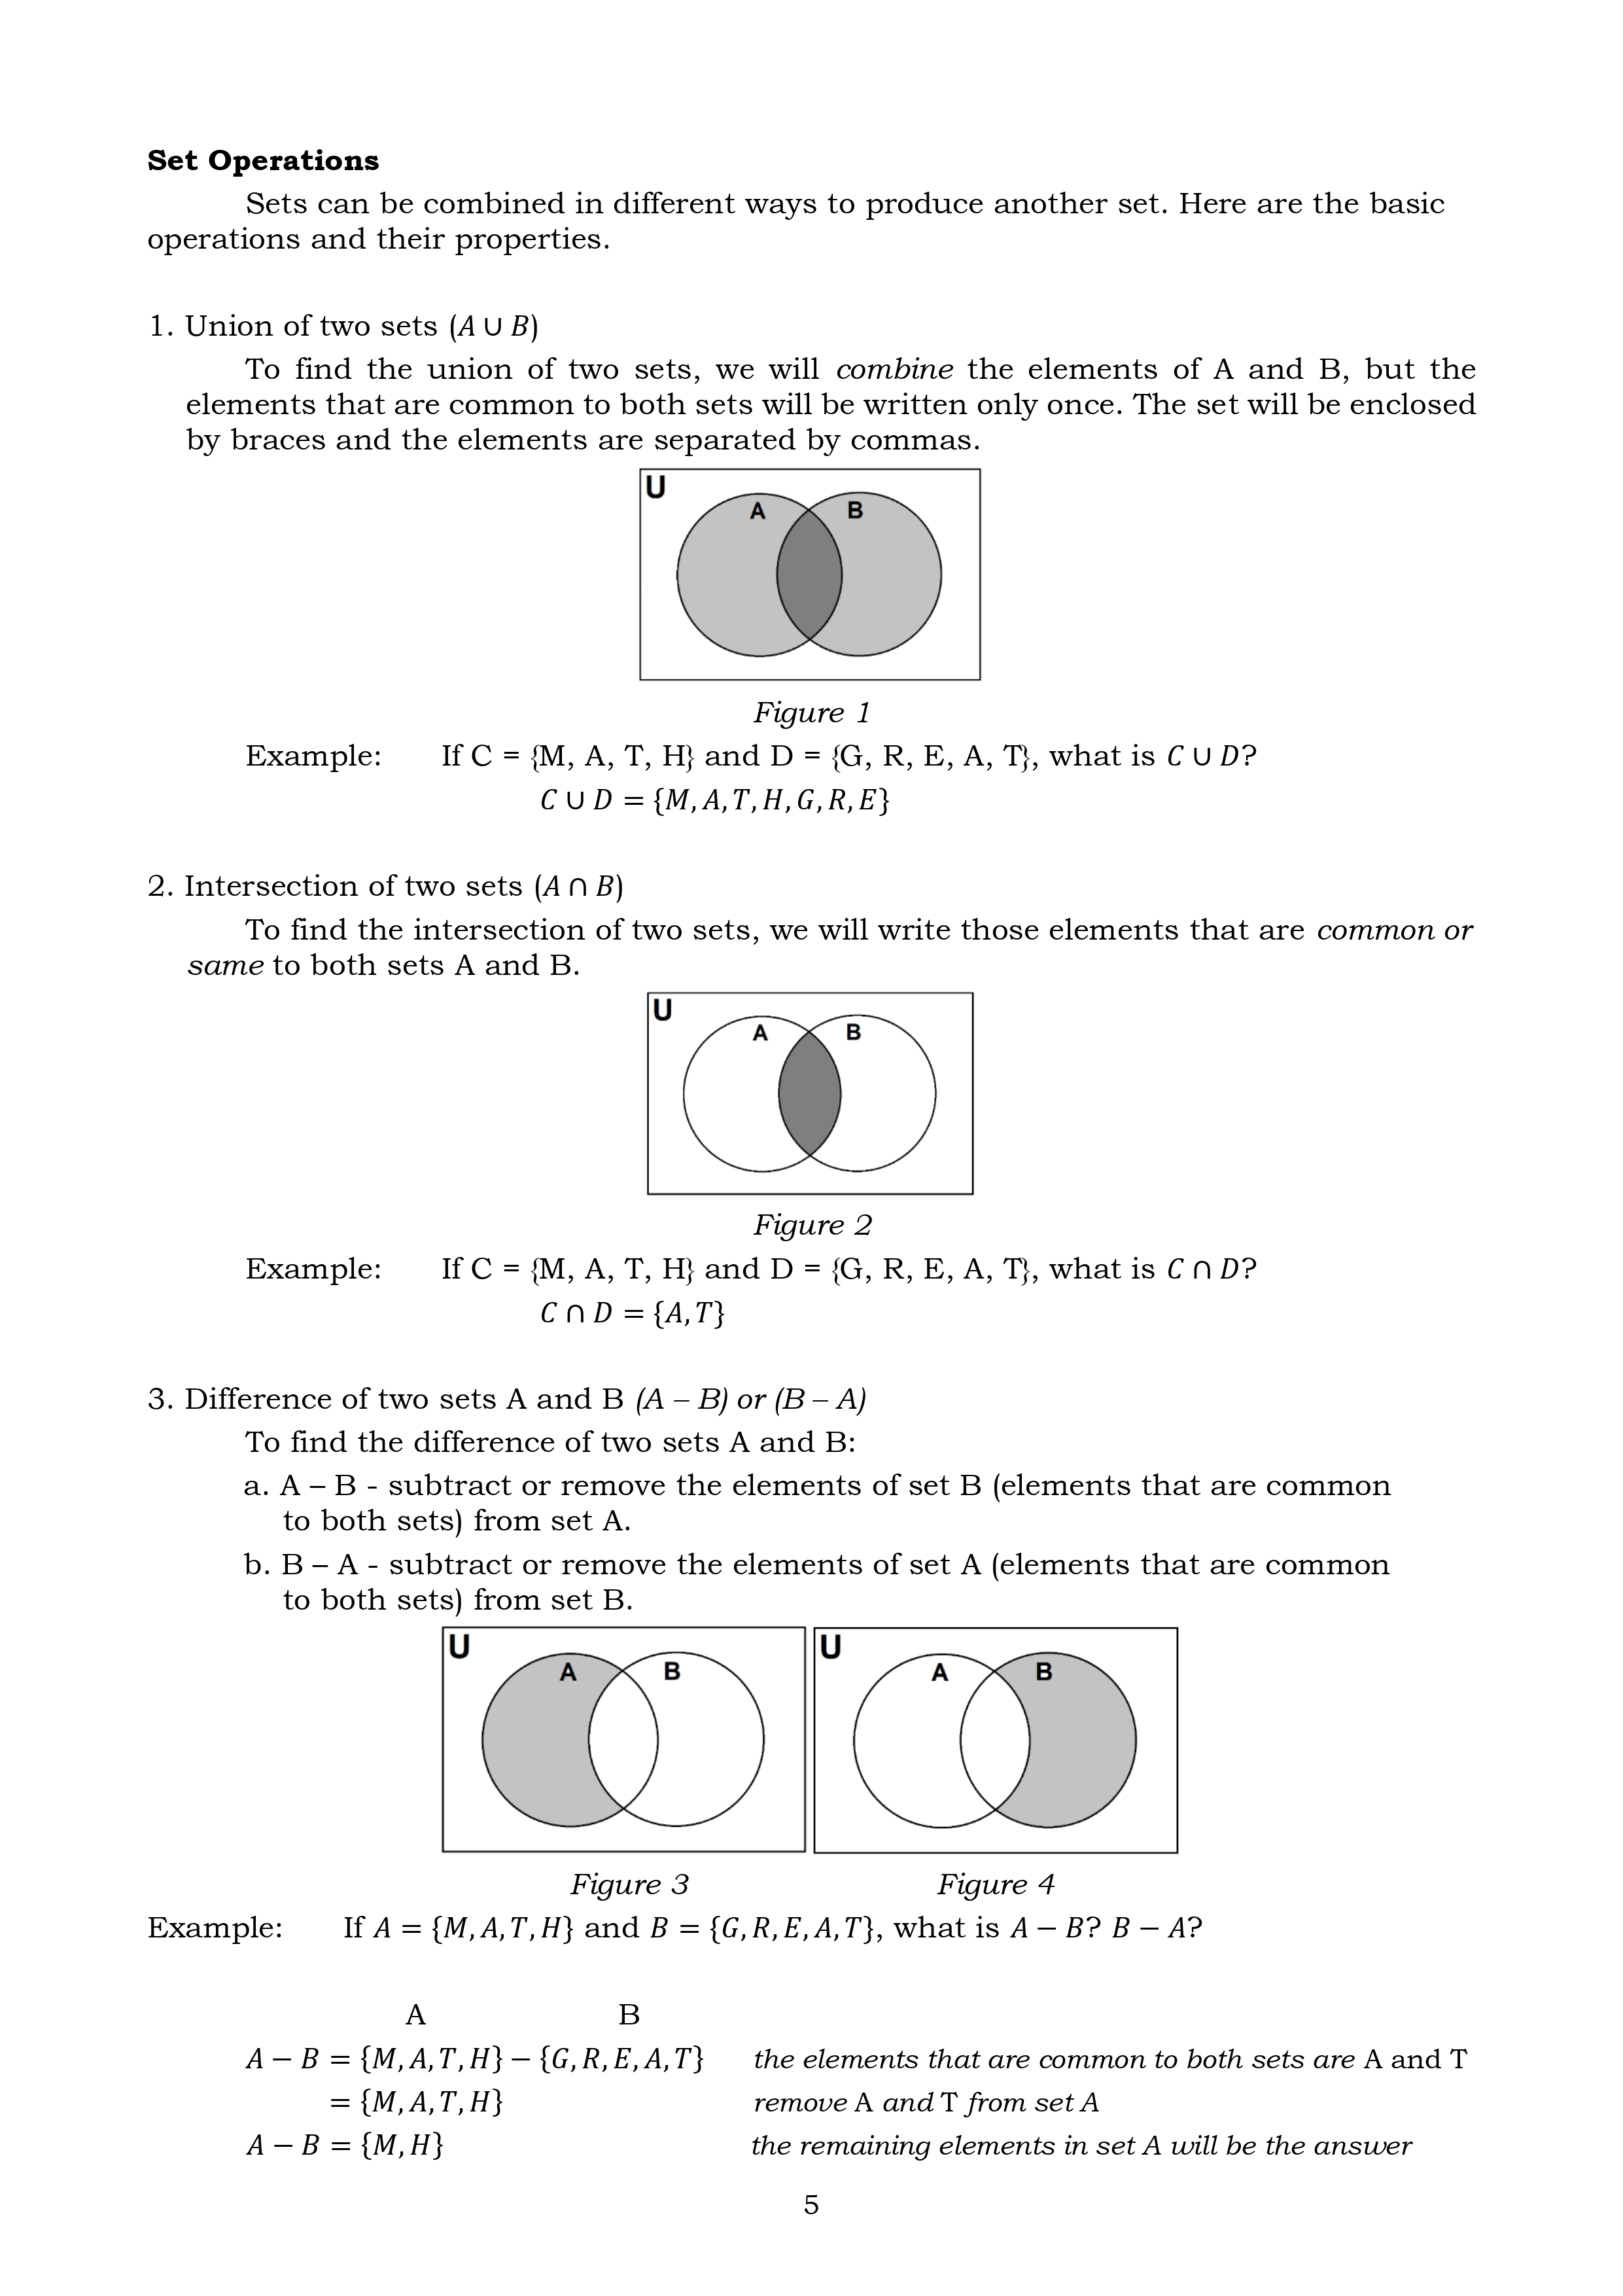 Set Operations
Sets can be combined in different ways to produce another set. Here are the basic
operations and their properties.
1. Union of two sets (A ∪ B)
To find the union of two sets, we will combine the elements of A and B, but the
elements that are common to both sets will be written only once. The set will be enclosed
by braces and the elements are separated by commas.
U
A B
Figure 1
Example: If C = {M, A, T, H} and D = {G, R, E, A, T}, what is C ∪ D?
C ∪ D = {M, A, T, H, G, R, E}
2. Intersection of two sets (A ∩ B)
To find the intersection of two sets, we will write those elements that are common or
same to both sets A and B.
U
A B
Figure 2
Example: If C = {M, A, T, H} and D = {G, R, E, A, T}, what is C ∩ D?
C ∩ D = {A, T}
3. Difference of two sets A and B (A – B) or (B – A)
To find the difference of two sets A and B:
a. A – B - subtract or remove the elements of set B (elements that are common
to both sets) from set A.
b. B – A - subtract or remove the elements of set A (elements that are common
to both sets) from set B.
U U
A B A B
Figure 3 Figure 4
Example: If A = {M, A, T, H} and B = {G, R, E, A, T}, what is A − B? B − A?
A B
A − B = {M, A, T, H} − {G, R, E, A, T} the elements that are common to both sets are A and T
= {M, A, T, H} remove A and T from set A
A − B = {M, H} the remaining elements in set A will be the answer
5